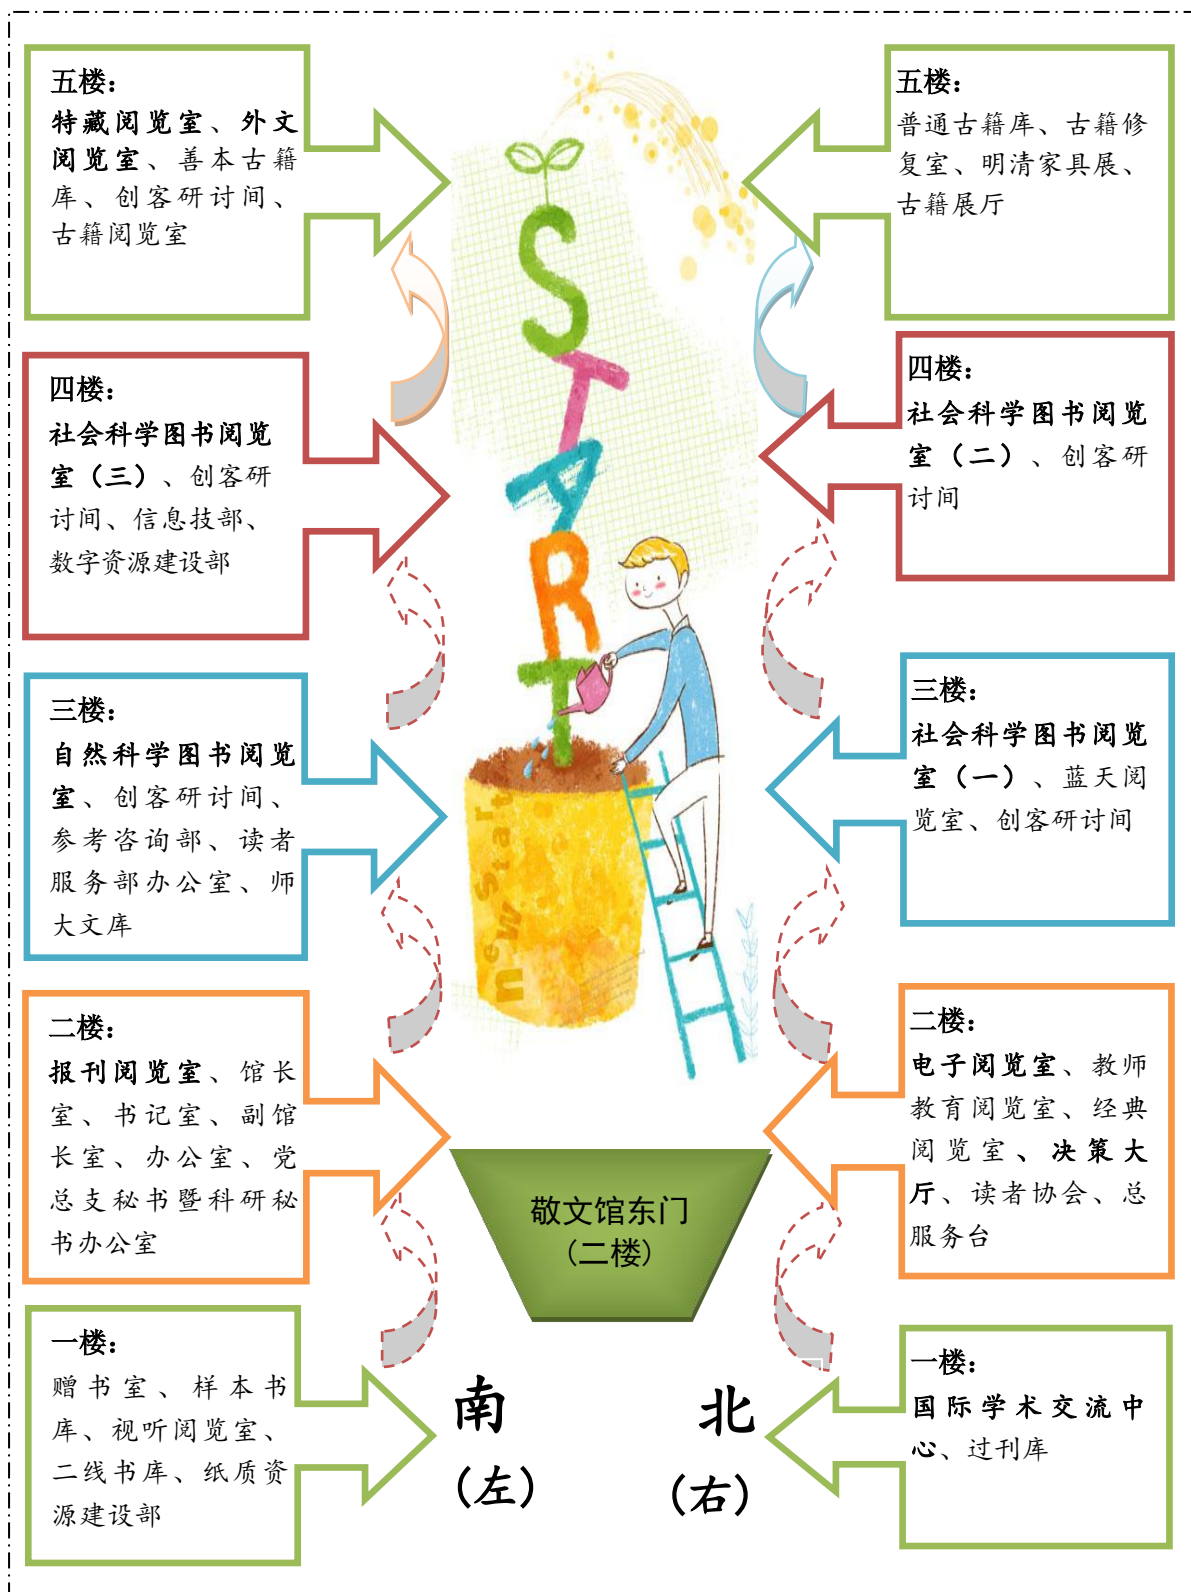 五楼：
特藏阅览室、外文
阅览室、善本古籍
库、创客研讨间、
古籍阅览室
五楼：
普通古籍库、古籍修
复室、明清家具展、
古籍展厅
四楼：
社会科学图书阅览
室（三）、创客研
讨间、信息技部、
数字资源建设部
四楼：
社会科学图书阅览
室（二）、创客研
讨间
三楼：
自然科学图书阅览
室、创客研讨间、
参考咨询部、读者
服务部办公室、师
大文库
三楼：
社会科学图书阅览
室（一）、蓝天阅
览室、创客研讨间
二楼：
报刊阅览室、馆长
室、书记室、副馆
长室、办公室、党
总支秘书暨科研秘
书办公室
二楼：
电子阅览室、教师
教育阅览室、经典
阅览室、决策大
厅、读者协会、总
服务台
一楼：
赠书室、样本书
库、视听阅览室、
二线书库、纸质资
源建设部
一楼：
国际学术交流中
心、过刊库
START
new Start
敬文馆东门
（二楼）
南
（左）
北
（右）